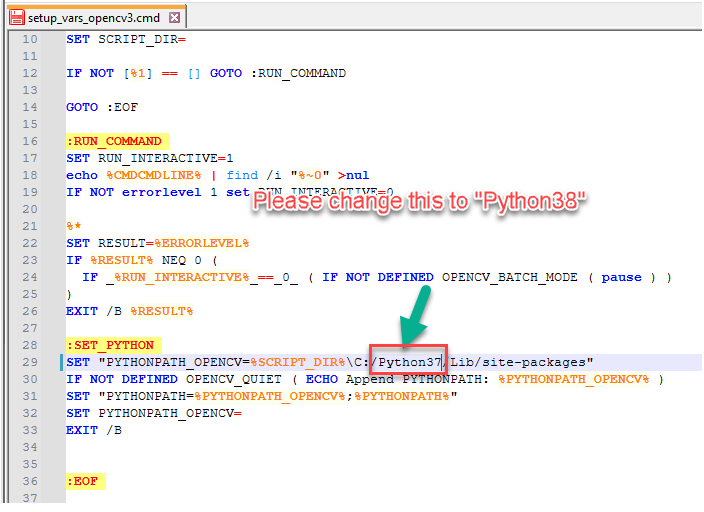 setup_vars_opencv3.cmd
10 SET SCRIPT_DIR=
11
12 IF NOT [%1] == [] GOTO :RUN_COMMAND
13
14 GOTO :EOF
15
16 :RUN_COMMAND
17 SET RUN_INTERACTIVE=1
18 echo %CMDCMDLINE% | find /i "%~0" >nul
19 IF NOT errorlevel 1 set RUN_INTERACTIVE=0
Please change this to "Python38"
20
21 %*
22 SET RESULT=%ERRORLEVEL%
23 IF %RESULT% NEQ 0 (
24 IF _%RUN_INTERACTIVE%_==_0_ ( IF NOT DEFINED OPENCV_BATCH_MODE ( pause ) )
25 )
26 EXIT /B %RESULT%
27
28 :SET_PYTHON
29 SET "PYTHONPATH_OPENCV=%SCRIPT_DIR%\C:/Python37/Lib/site-packages"
30 IF NOT DEFINED OPENCV_QUIET ( ECHO Append PYTHONPATH: %PYTHONPATH_OPENCV% )
31 SET "PYTHONPATH=%PYTHONPATH_OPENCV%;%PYTHONPATH%"
32 SET PYTHONPATH_OPENCV=
33 EXIT /B
34
35
36 :EOF
37